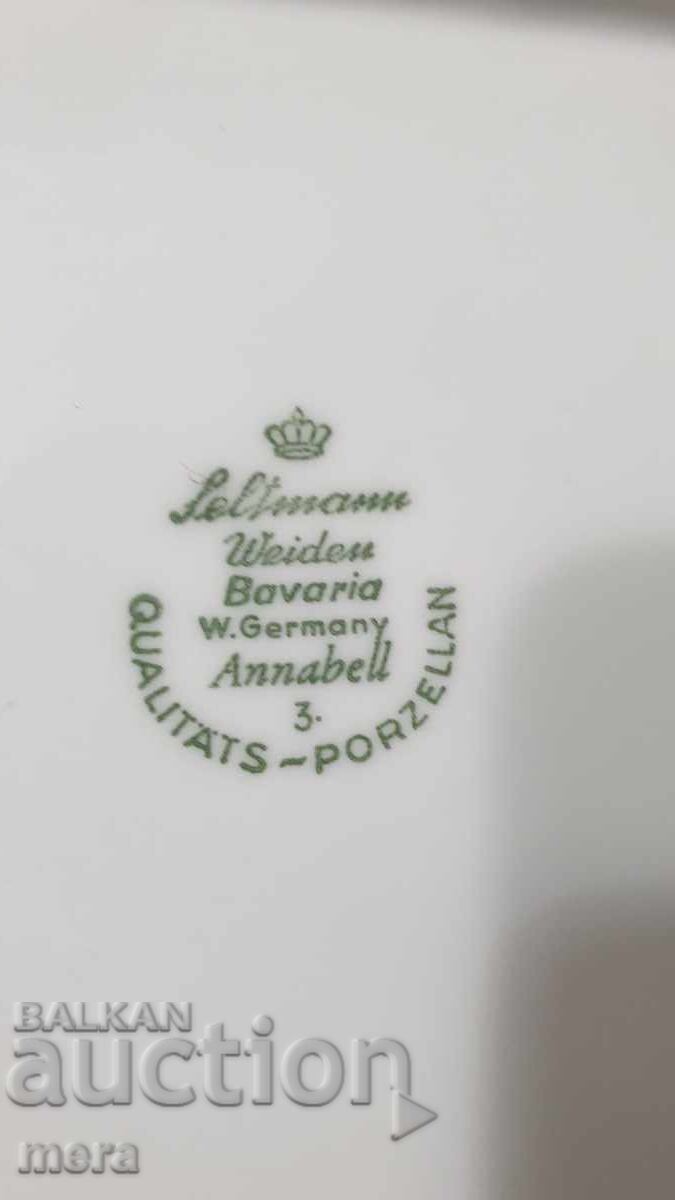 Seltmann
Weiden
Bavaria
W.Germany
Annabell
3.
QUALITÄTS-PORZELLAN
BALKAN
auction
mera